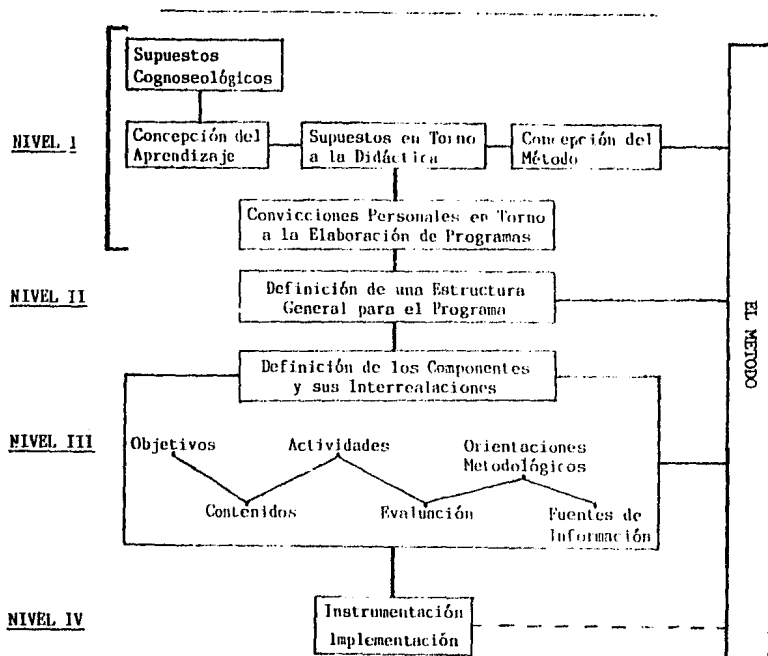 Supuestos
Cognoseológicos
NIVEL I
Concepción del
Aprendizaje
Supuestos en Torno
a la Didáctica
Concepción del
Método
Convicciones Personales en Torno
a la Elaboración de Programas
NIVEL II
Definición de una Estructura
General para el Programa
EL METODO
Definición de los Componentes
y sus Interrealaciones
NIVEL III
Objetivos
Actividades
Orientaciones
Metodológicos
Contenidos
Evaluación
Fuentes de
Información
NIVEL IV
Instrumentación
Implementación